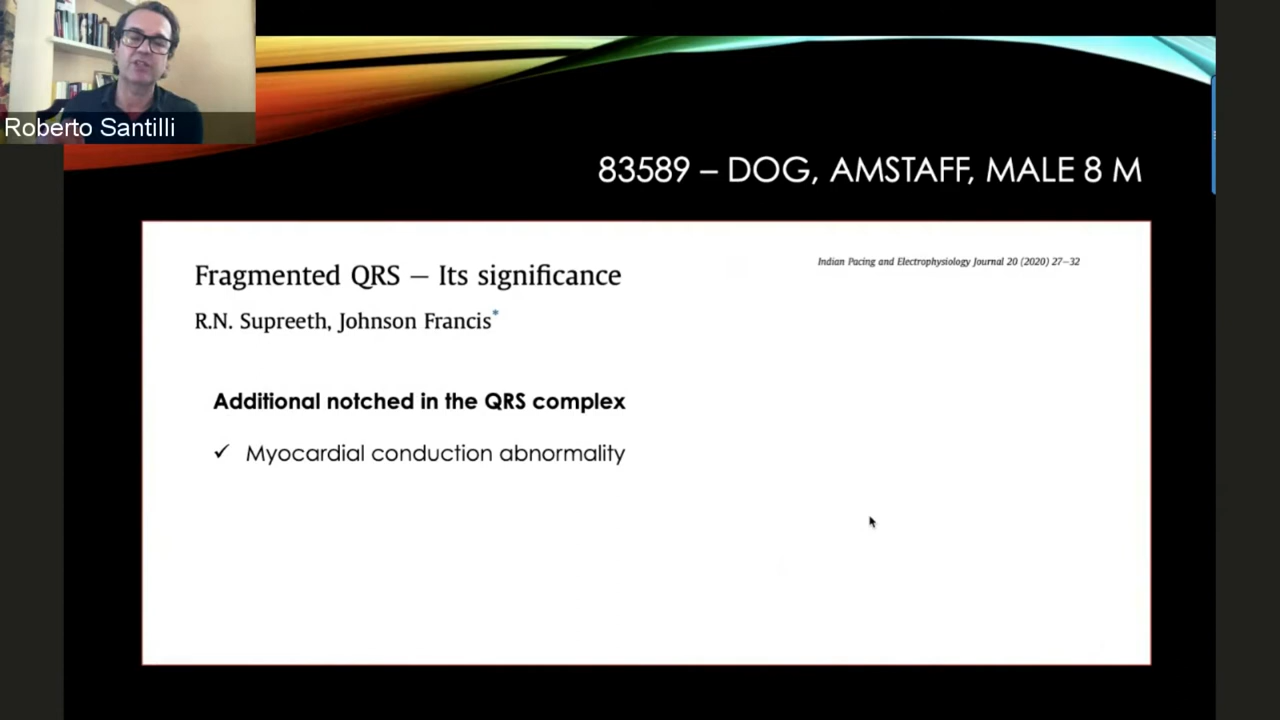 Roberto Santilli
83589 – DOG, AMSTAFF, MALE 8 M
Fragmented QRS – Its significance
Indian Pacing and Electrophysiology Journal 20 (2020) 27–32
R.N. Supreeth, Johnson Francis*
Additional notched in the QRS complex
✓ Myocardial conduction abnormality